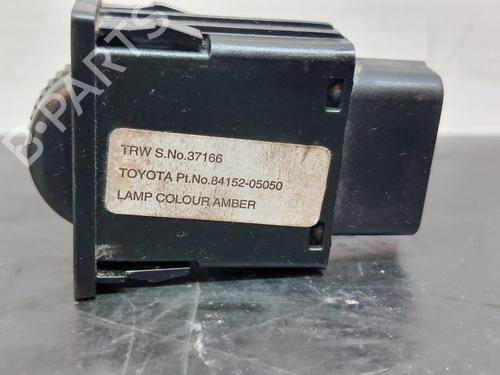 B-PARTS
TRW S.No.37166
TOYOTA Pt.No.84152-05050
LAMP COLOUR AMBER